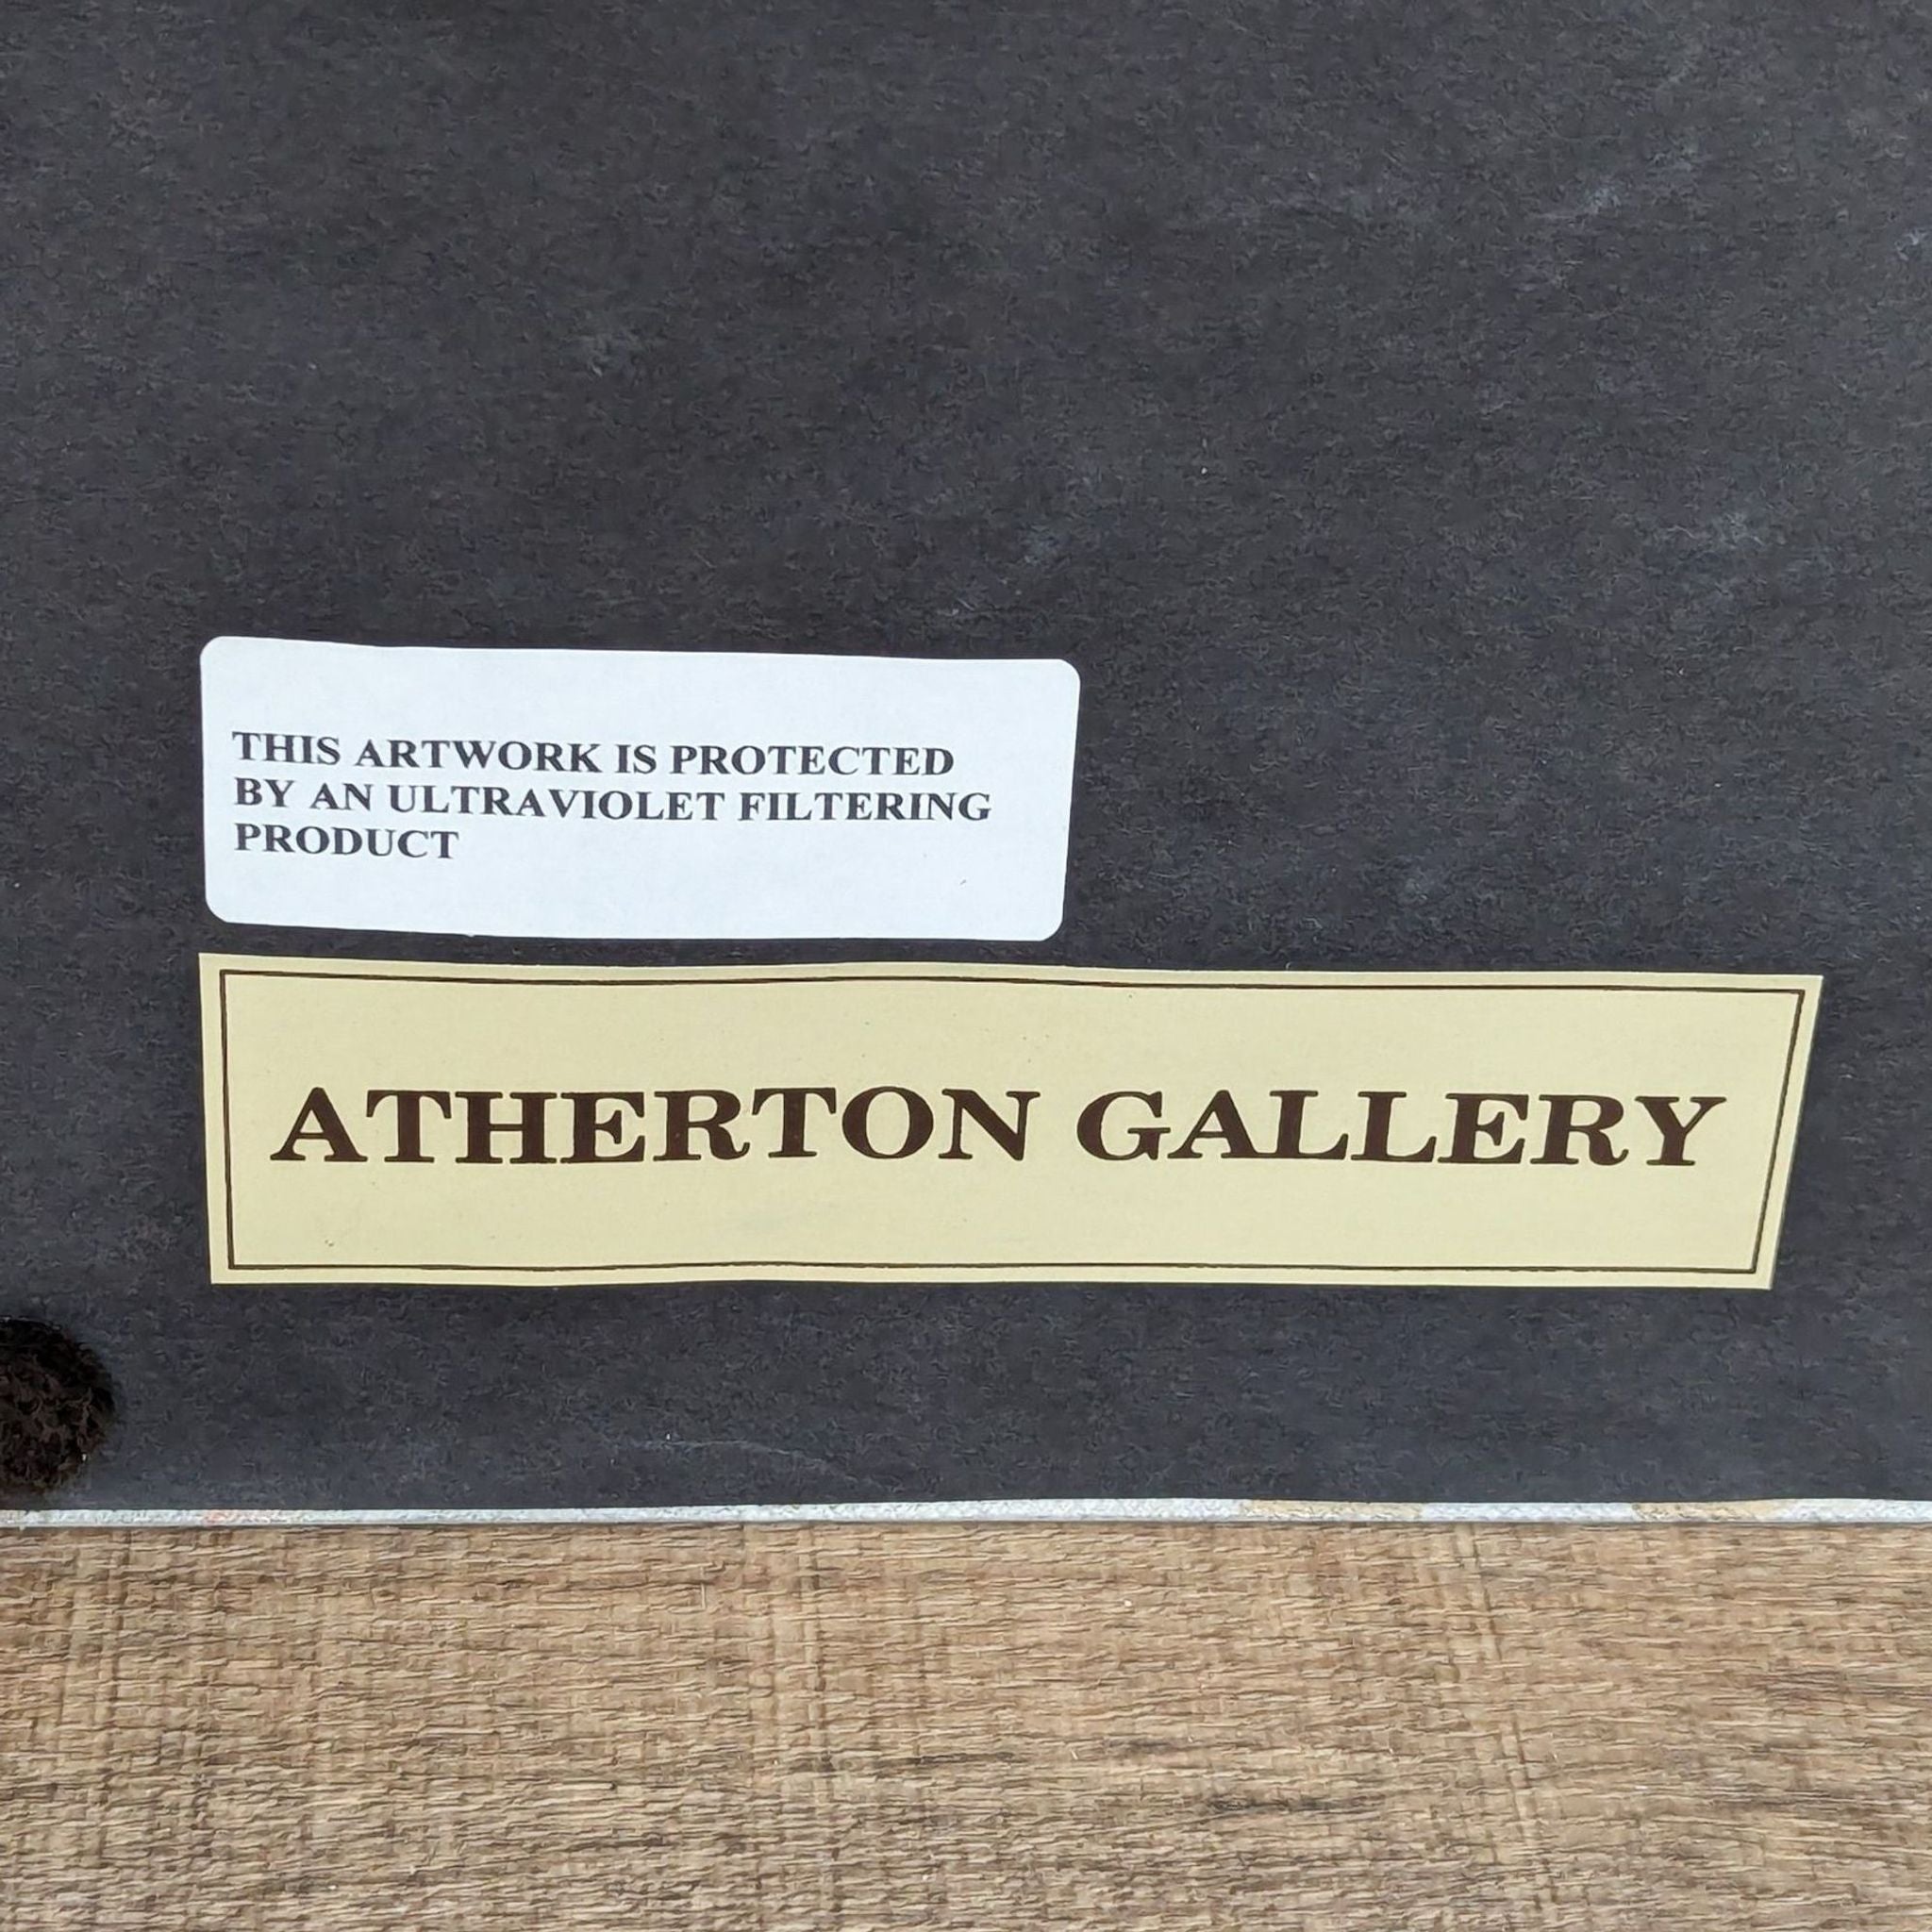 THIS ARTWORK IS PROTECTED
BY AN ULTRAVIOLET FILTERING
PRODUCT
ATHERTON GALLERY